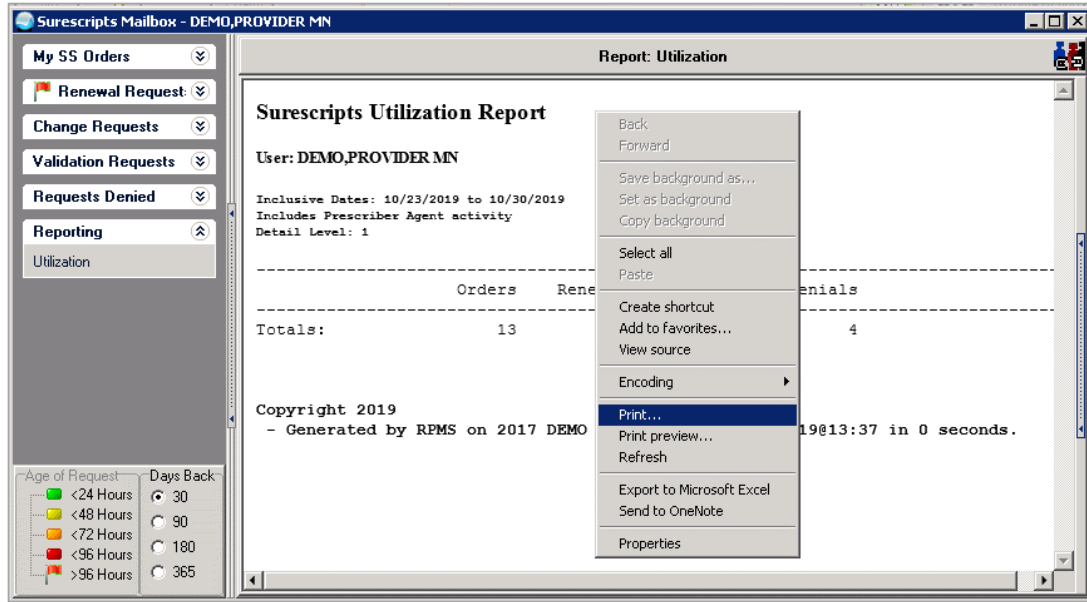 Surescripts Mailbox - DEMO,PROVIDER MN
My SS Orders
Renewal Request
Change Requests
Validation Requests
Requests Denied
Reporting
Utilization
Age of Request
<24 Hours
<48 Hours
<72 Hours
<96 Hours
>96 Hours
Days Back
30
90
180
365
Report: Utilization
Surescripts Utilization Report
User: DEMO,PROVIDER MN
Inclusive Dates: 10/23/2019 to 10/30/2019
Includes Prescriber Agent activity
Detail Level: 1
Orders Rene enials
Totals: 13 4
Copyright 2019
- Generated by RPMS on 2017 DEMO 19@13:37 in 0 seconds.
Back
Forward
Save background as...
Set as background
Copy background
Select all
Paste
Create shortcut
Add to favorites...
View source
Encoding
Print...
Print preview...
Refresh
Export to Microsoft Excel
Send to OneNote
Properties